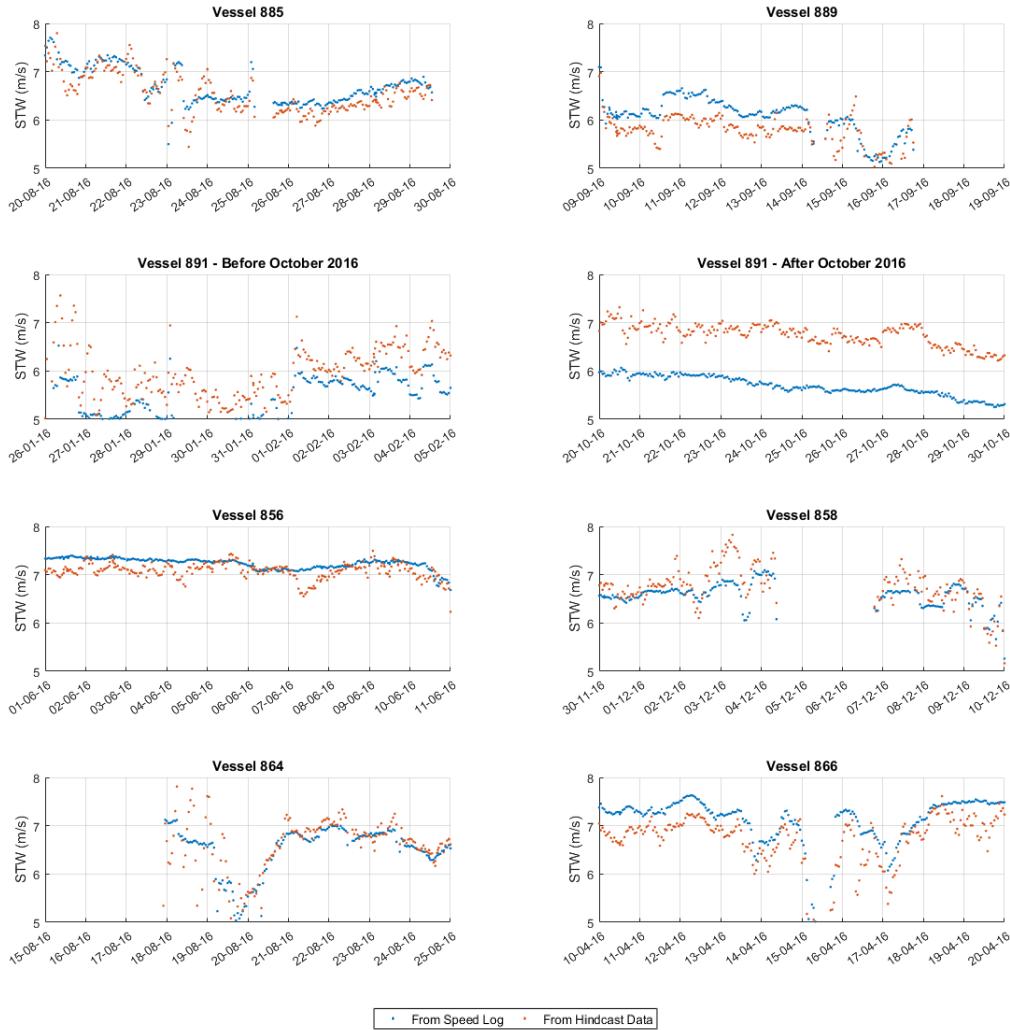 Vessel 885
STW (m/s)
8
7
6
5
20-08-16 21-08-16 22-08-16 23-08-16 24-08-16 25-08-16 26-08-16 27-08-16 28-08-16 29-08-16 30-08-16
Vessel 889
STW (m/s)
8
7
6
5
09-09-16 10-09-16 11-09-16 12-09-16 13-09-16 14-09-16 15-09-16 16-09-16 17-09-16 18-09-16 19-09-16
Vessel 891 - Before October 2016
STW (m/s)
8
7
6
5
26-01-16 27-01-16 28-01-16 29-01-16 30-01-16 31-01-16 01-02-16 02-02-16 03-02-16 04-02-16 05-02-16
Vessel 891 - After October 2016
STW (m/s)
8
7
6
5
20-10-16 21-10-16 22-10-16 23-10-16 24-10-16 25-10-16 26-10-16 27-10-16 28-10-16 29-10-16 30-10-16
Vessel 856
STW (m/s)
8
7
6
5
01-06-16 02-06-16 03-06-16 04-06-16 05-06-16 06-06-16 07-06-16 08-06-16 09-06-16 10-06-16 11-06-16
Vessel 858
STW (m/s)
8
7
6
5
30-11-16 01-12-16 02-12-16 03-12-16 04-12-16 05-12-16 06-12-16 07-12-16 08-12-16 09-12-16 10-12-16
Vessel 864
STW (m/s)
8
7
6
5
15-08-16 16-08-16 17-08-16 18-08-16 19-08-16 20-08-16 21-08-16 22-08-16 23-08-16 24-08-16 25-08-16
Vessel 866
STW (m/s)
8
7
6
5
10-04-16 11-04-16 12-04-16 13-04-16 14-04-16 15-04-16 16-04-16 17-04-16 18-04-16 19-04-16 20-04-16
From Speed Log From Hindcast Data